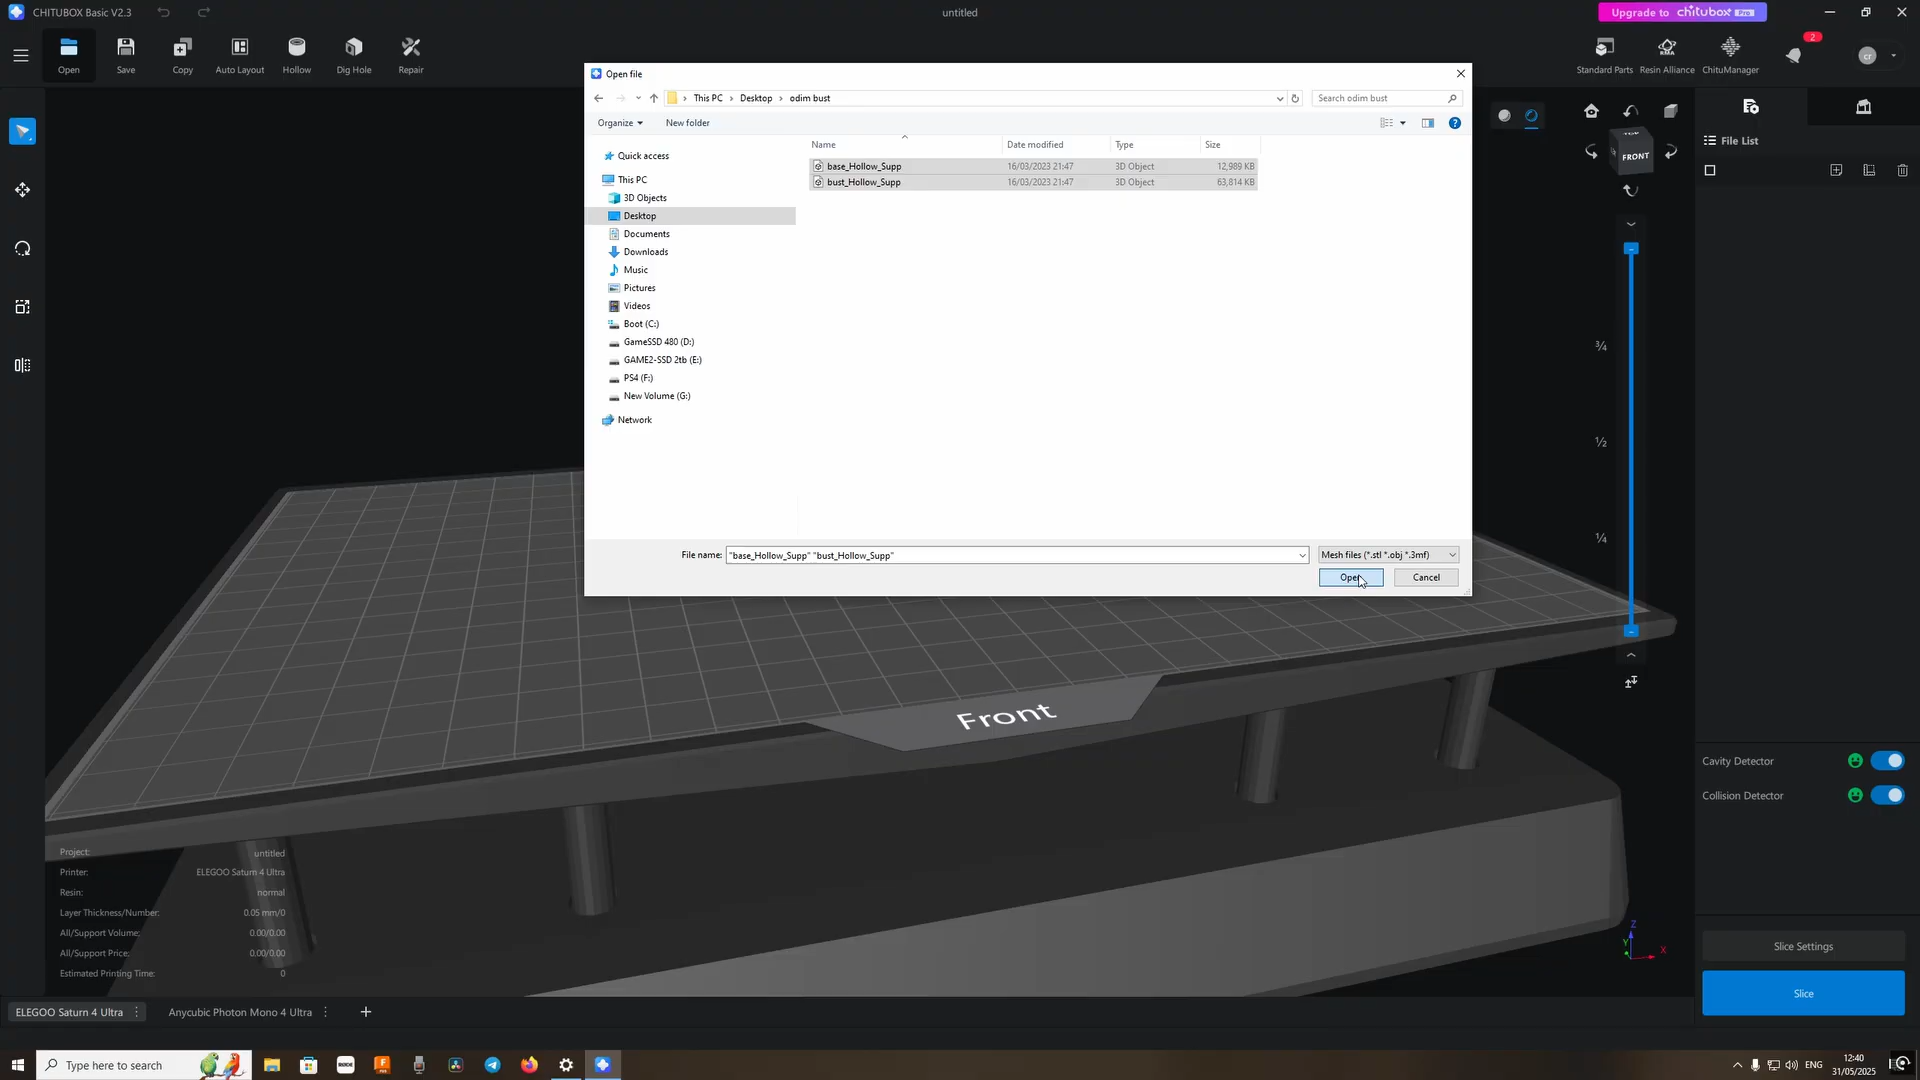 CHITUBOX Basic V2.3
untitled
Upgrade to chitubox Pro
Open
Save
Copy
Auto Layout
Hollow
Dig Hole
Repair
Standard Parts
Resin Alliance
ChituManager
2
cr
Open file
This PC > Desktop > odim bust
Search odim bust
Organize
New folder
Name
Date modified
Type
Size
base_Hollow_Supp 16/03/2023 21:47 3D Object 12,989 KB
bust_Hollow_Supp 16/03/2023 21:47 3D Object 63,814 KB
Quick access
This PC
3D Objects
Desktop
Documents
Downloads
Music
Pictures
Videos
Boot (C:)
GameSSD 480 (D:)
GAME2-SSD 2tb (E:)
PS4 (F:)
New Volume (G:)
Network
File name: "base_Hollow_Supp" "bust_Hollow_Supp"
Mesh files (*.stl *.obj *.3mf)
Open
Cancel
FRONT
File List
¾
½
¼
Front
Cavity Detector
Collision Detector
Project: untitled
Printer: ELEGOO Saturn 4 Ultra
Resin: normal
Layer Thickness/Number: 0.05 mm/0
All/Support Volume: 0.00/0.00
All/Support Price: 0.00/0.00
Estimated Printing Time: 0
Z
Y
X
Slice Settings
Slice
ELEGOO Saturn 4 Ultra
Anycubic Photon Mono 4 Ultra
Type here to search
ENG
12:40
31/05/2025